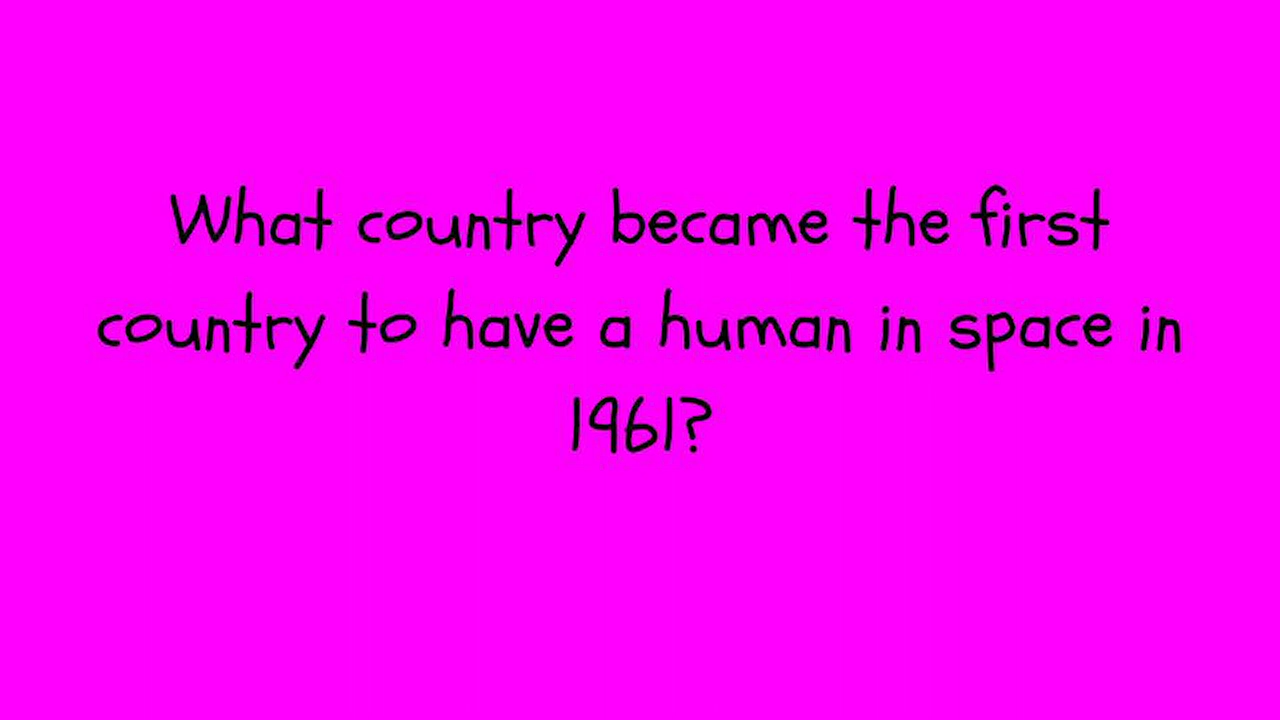 What country became the first
country to have a human in space in
1961?